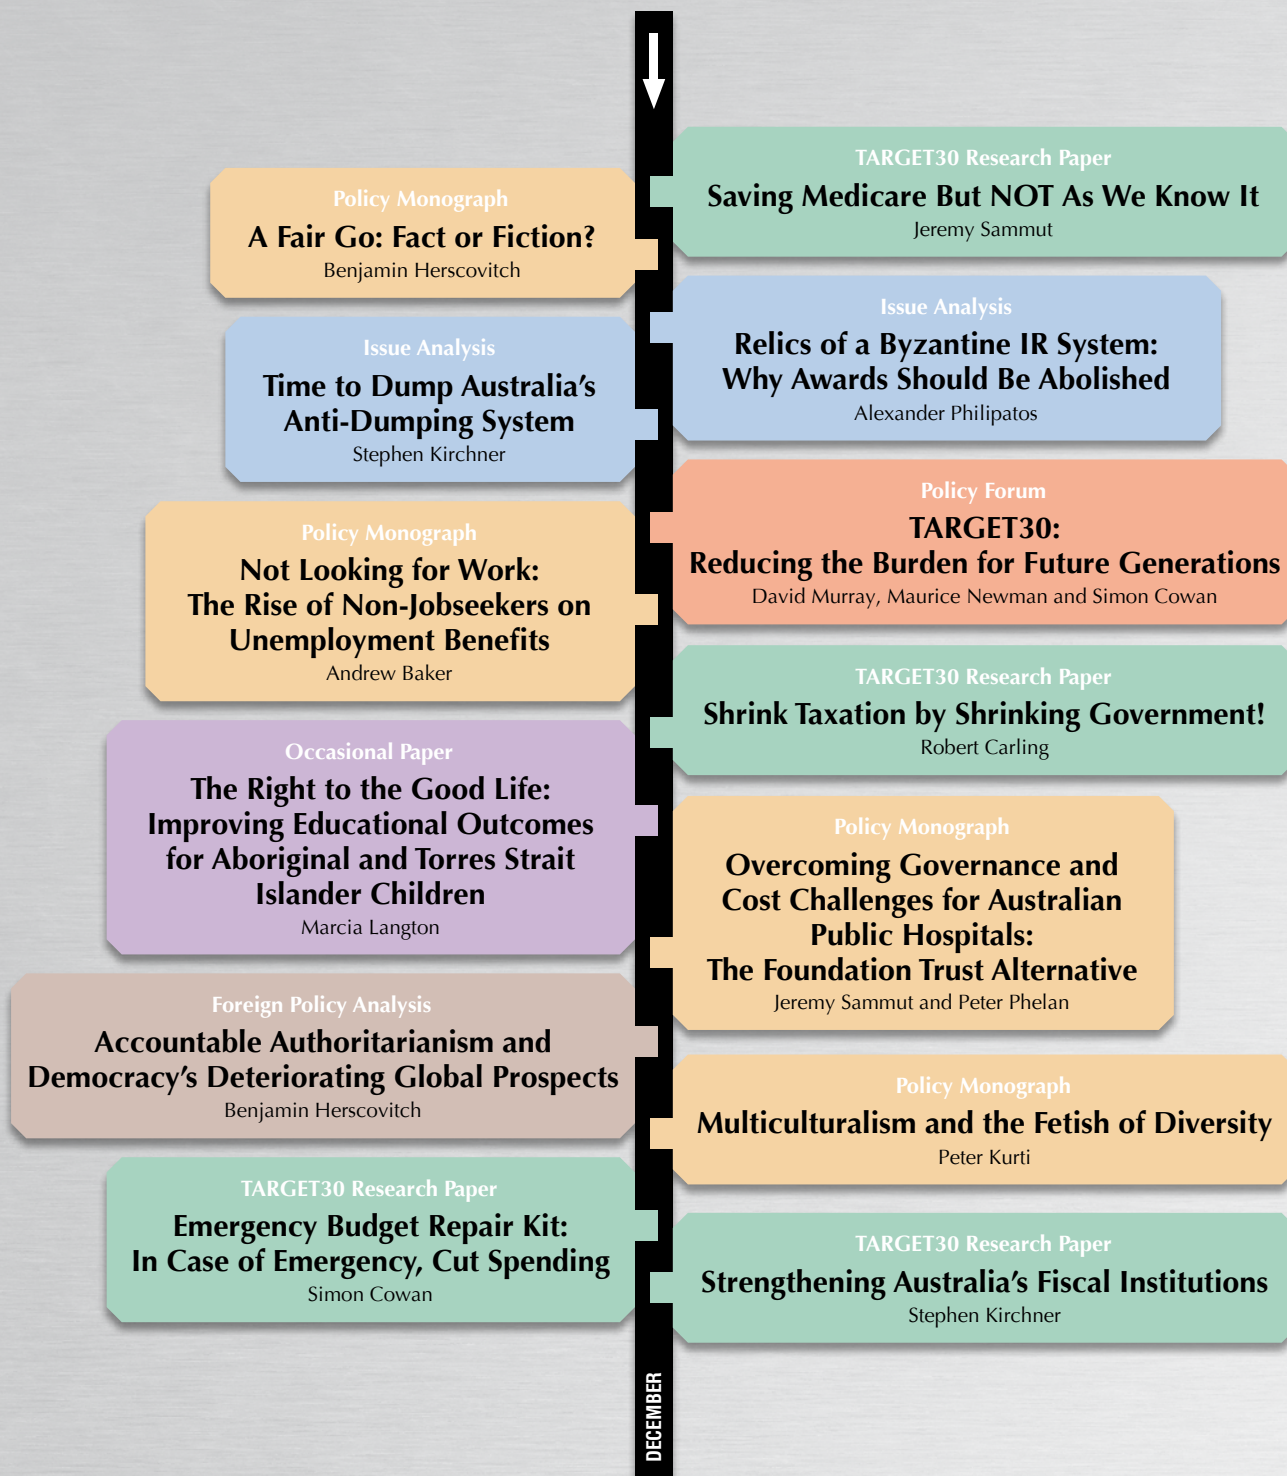 TARGET30 Research Paper
Saving Medicare But NOT As We Know It
Jeremy Sammut
Policy Monograph
A Fair Go: Fact or Fiction?
Benjamin Herscovitch
Issue Analysis
Relics of a Byzantine IR System:
Why Awards Should Be Abolished
Alexander Philipatos
Issue Analysis
Time to Dump Australia's
Anti-Dumping System
Stephen Kirchner
Policy Forum
TARGET30:
Reducing the Burden for Future Generations
David Murray, Maurice Newman and Simon Cowan
Policy Monograph
Not Looking for Work:
The Rise of Non-Jobseekers on
Unemployment Benefits
Andrew Baker
TARGET30 Research Paper
Shrink Taxation by Shrinking Government!
Robert Carling
Occasional Paper
The Right to the Good Life:
Improving Educational Outcomes
for Aboriginal and Torres Strait
Islander Children
Marcia Langton
Policy Monograph
Overcoming Governance and
Cost Challenges for Australian
Public Hospitals:
The Foundation Trust Alternative
Jeremy Sammut and Peter Phelan
Foreign Policy Analysis
Accountable Authoritarianism and
Democracy's Deteriorating Global Prospects
Benjamin Herscovitch
Policy Monograph
Multiculturalism and the Fetish of Diversity
Peter Kurti
TARGET30 Research Paper
Emergency Budget Repair Kit:
In Case of Emergency, Cut Spending
Simon Cowan
TARGET30 Research Paper
Strengthening Australia's Fiscal Institutions
Stephen Kirchner
DECEMBER